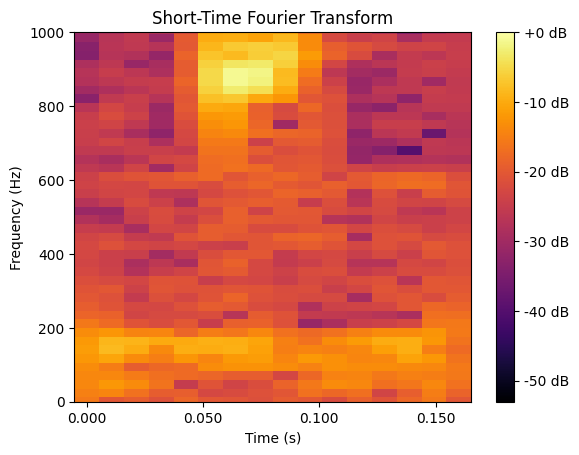 Short-Time Fourier Transform
1000
800
600
400
200
0
Frequency (Hz)
0.000
0.050
0.100
0.150
Time (s)
+0 dB
-10 dB
-20 dB
-30 dB
-40 dB
-50 dB